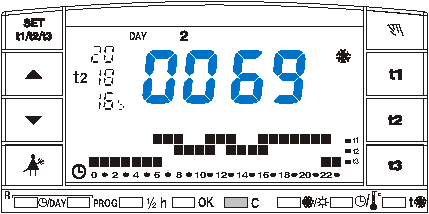 SET
t1/t2/t3
DAY 2
20
t2 18
16
0069
t1
t2
t3
t1
t2
t3
0 • 2 • 4 • 6 • 8 • 10 • 12 • 14 • 16 • 18 • 20 • 22 •
R /DAY PROG ½ h OK C / / t